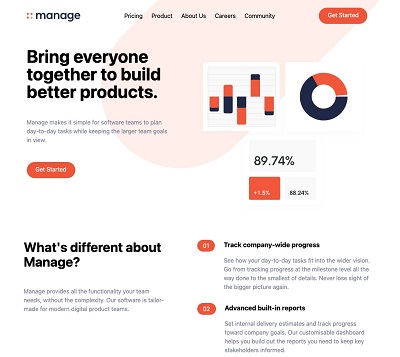 manage
Pricing Product About Us Careers Community
Get Started
Bring everyone
together to build
better products.
Manage makes it simple for software teams to plan
day-to-day tasks while keeping the larger team goals
in view.
Get Started
89.74%
+1.5% 88.24%
What's different about
Manage?
Manage provides all the functionality your team
needs, without the complexity. Our software is tailor-
made for modern digital product teams.
01 Track company-wide progress
See how your day-to-day tasks fit into the wider vision.
Go from tracking progress at the milestone level all the
way done to the smallest of details. Never lose sight of
the bigger picture again.
02 Advanced built-in reports
Set internal delivery estimates and track progress
toward company goals. Our customisable dashboard
helps you build out the reports you need to keep key
stakeholders informed.